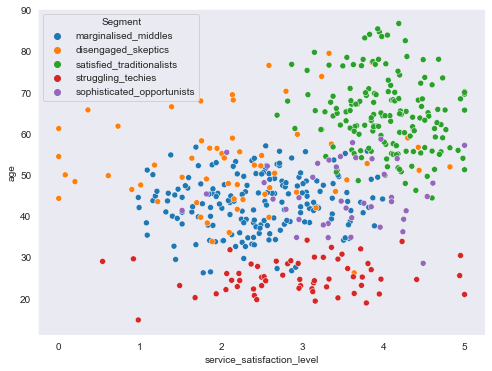 Segment
marginalised_middles
disengaged_skeptics
satisfied_traditionalists
struggling_techies
sophisticated_opportunists
90
80
70
60
50
40
30
20
age
0 1 2 3 4 5
service_satisfaction_level